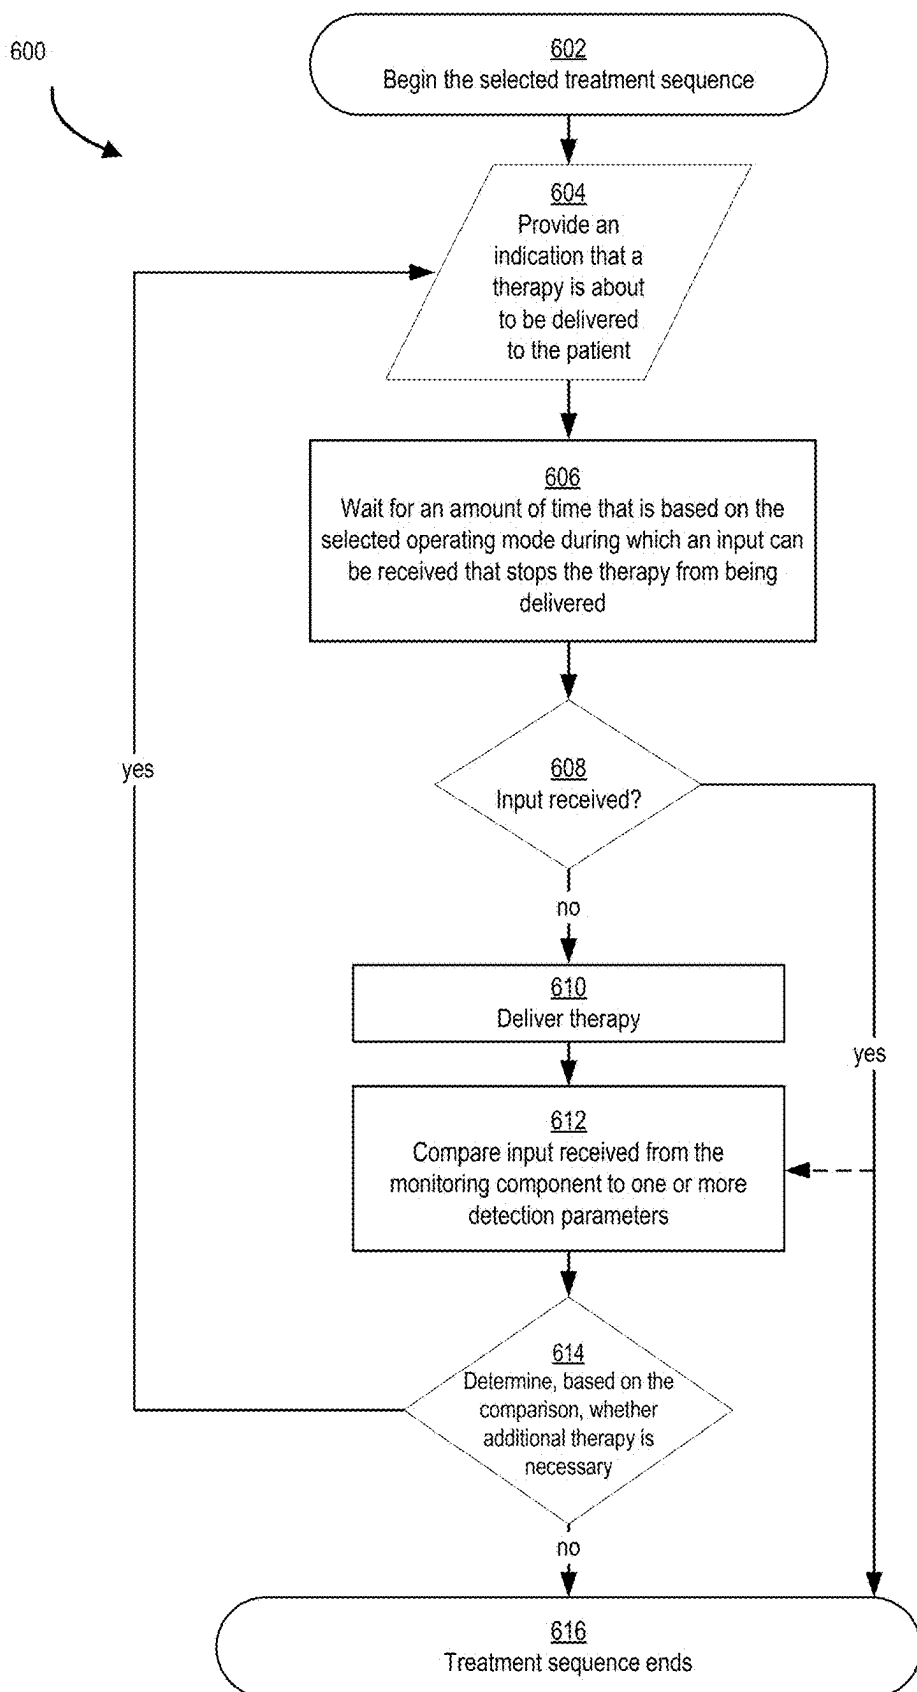 600
602
Begin the selected treatment sequence
604
Provide an
indication that a
therapy is about
to be delivered
to the patient
606
Wait for an amount of time that is based on the
selected operating mode during which an input can
be received that stops the therapy from being
delivered
608
Input received?
yes
no
610
Deliver therapy
yes
612
Compare input received from the
monitoring component to one or more
detection parameters
614
Determine, based on the
comparison, whether
additional therapy is
necessary
no
616
Treatment sequence ends